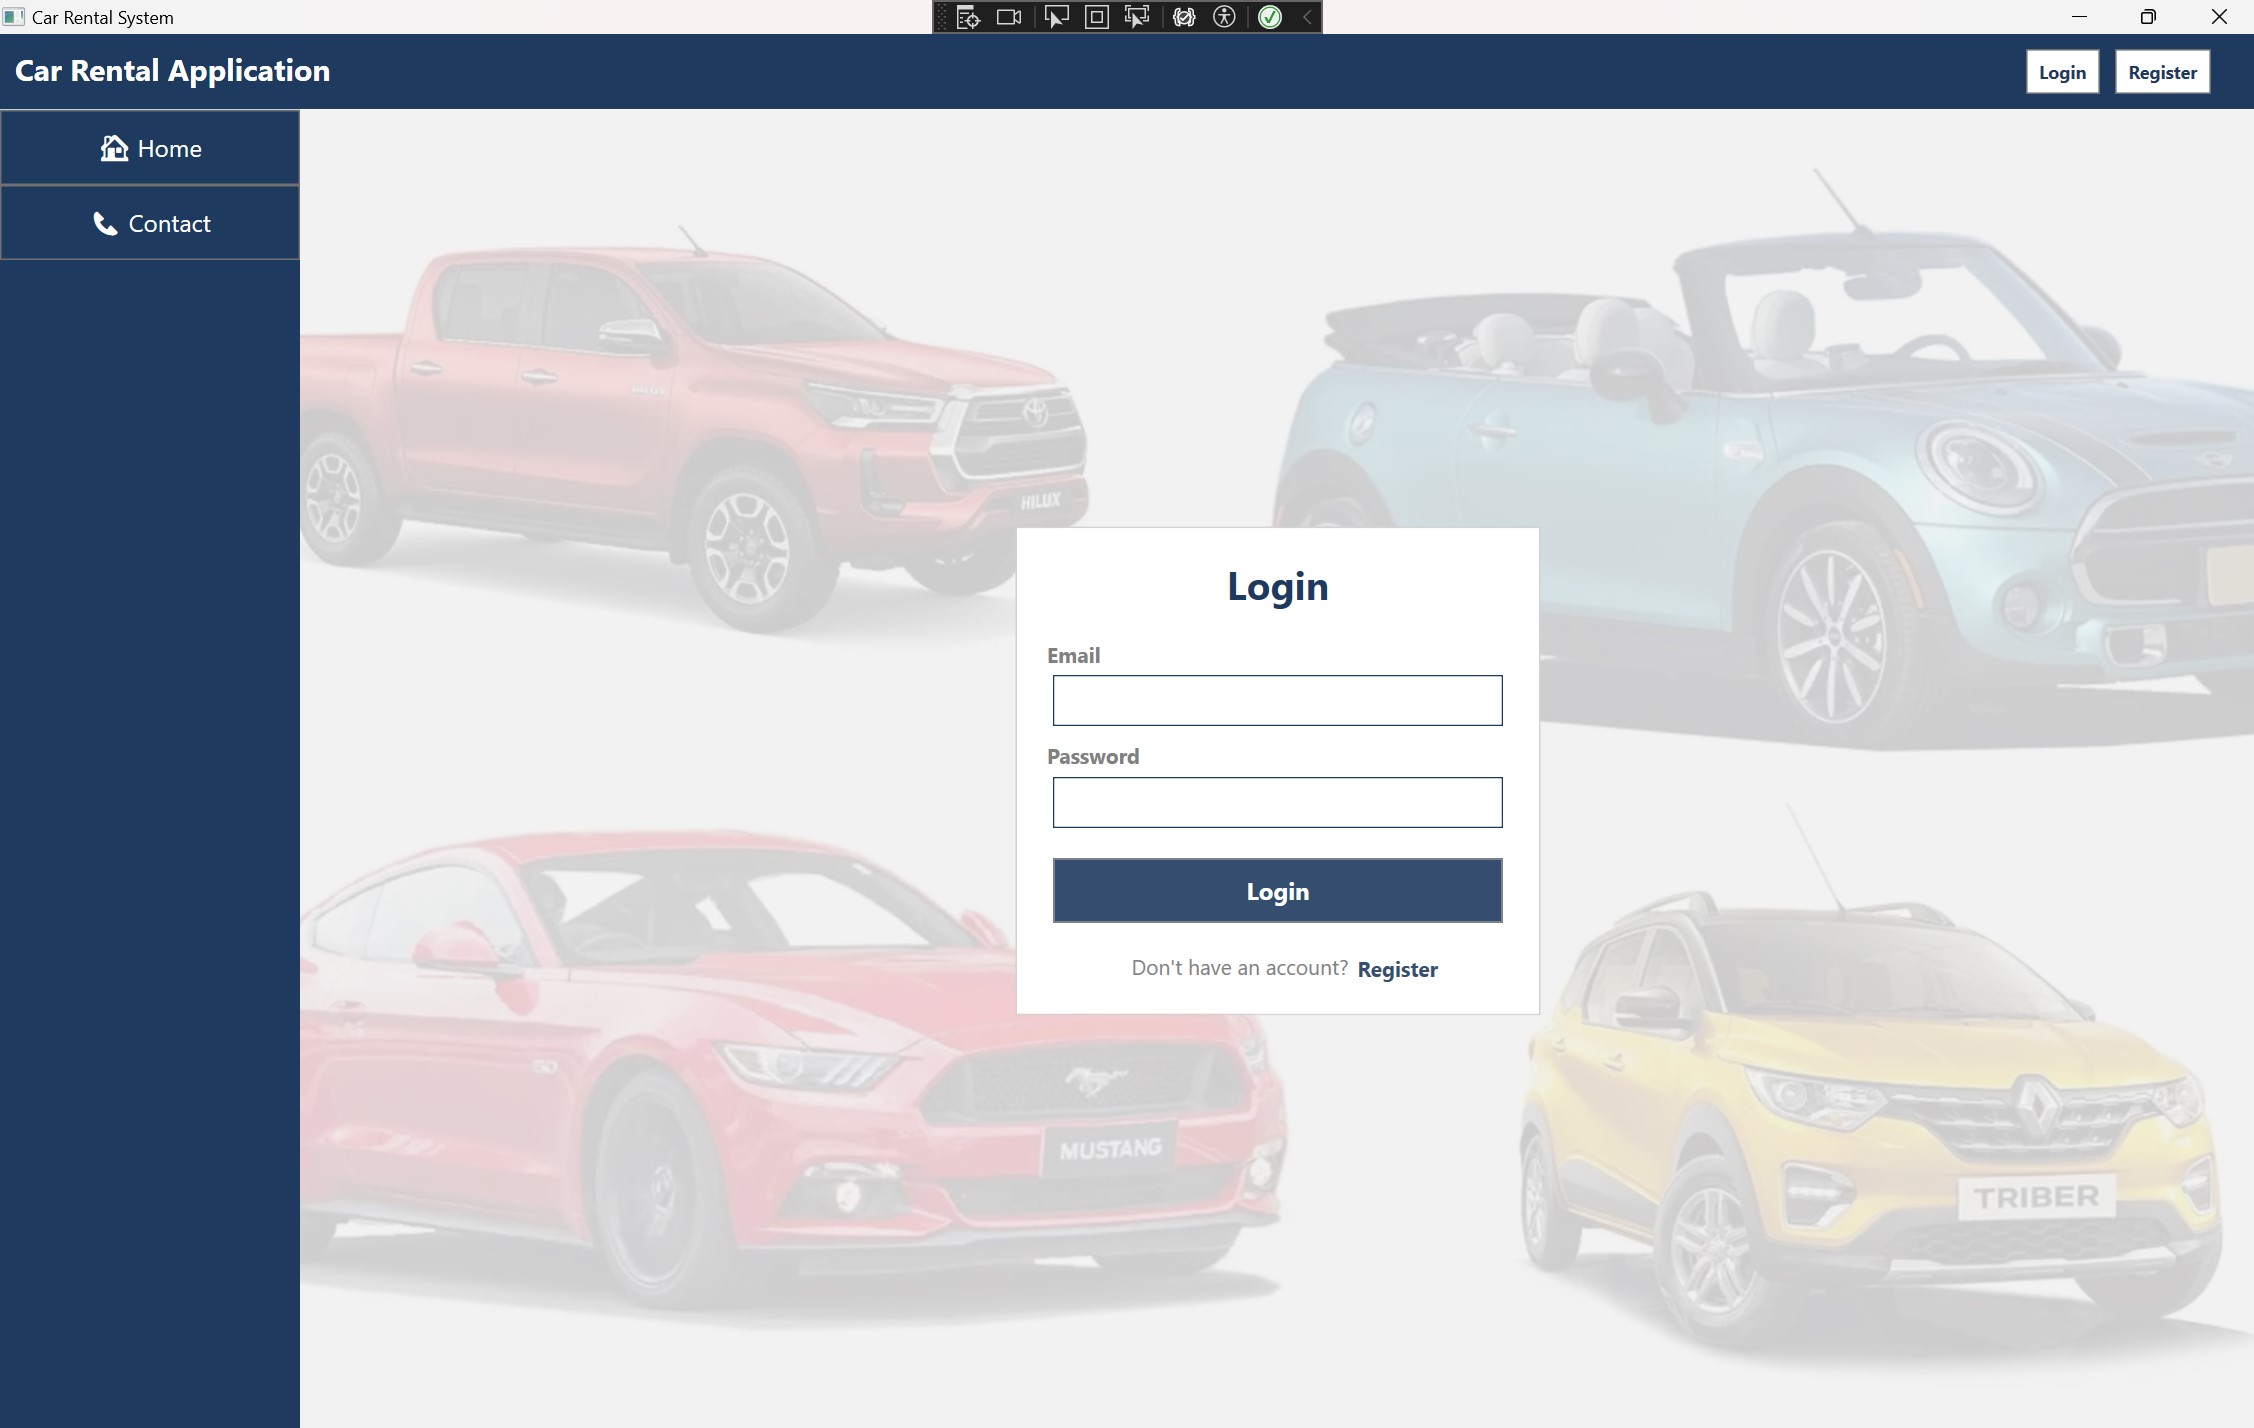 Car Rental System
Car Rental Application
Login
Register
Home
Contact
HILUX
Login
Email
Password
Login
Don't have an account? Register
MUSTANG
TRIBER